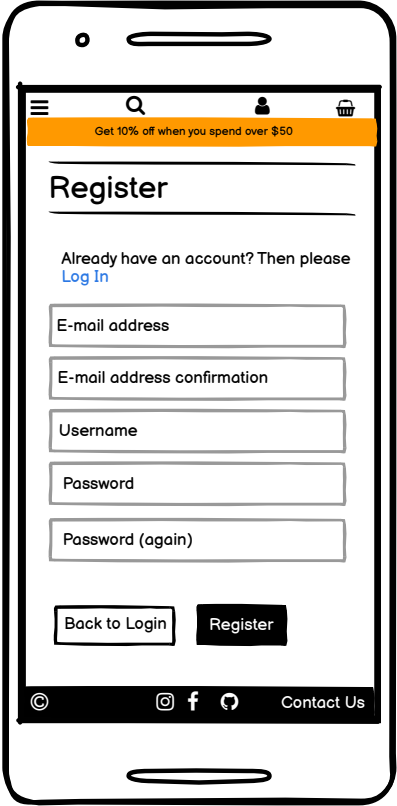 Get 10% off when you spend over $50
Register
Already have an account? Then please
Log In
E-mail address
E-mail address confirmation
Username
Password
Password (again)
Back to Login
Register
© Contact Us